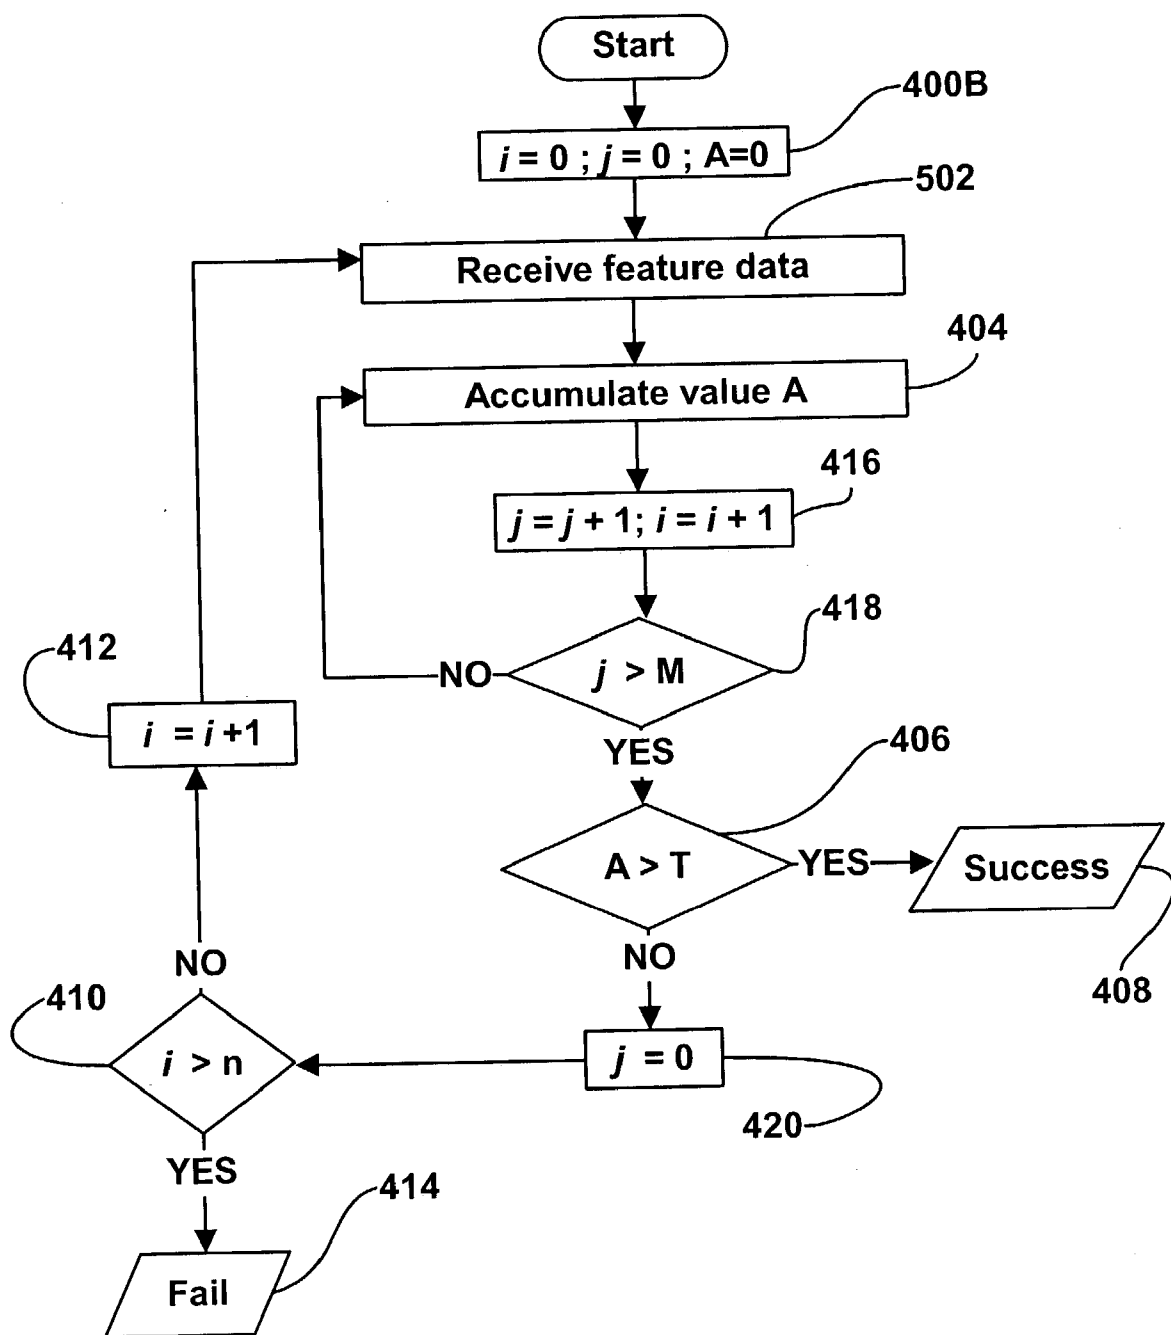 Start
400B
i = 0 ; j = 0 ; A=0
502
Receive feature data
404
Accumulate value A
416
j = j + 1; i = i + 1
418
412
NO
j > M
i = i +1
YES
406
A > T
YES
Success
NO
NO
408
410
i > n
j = 0
420
YES
414
Fail